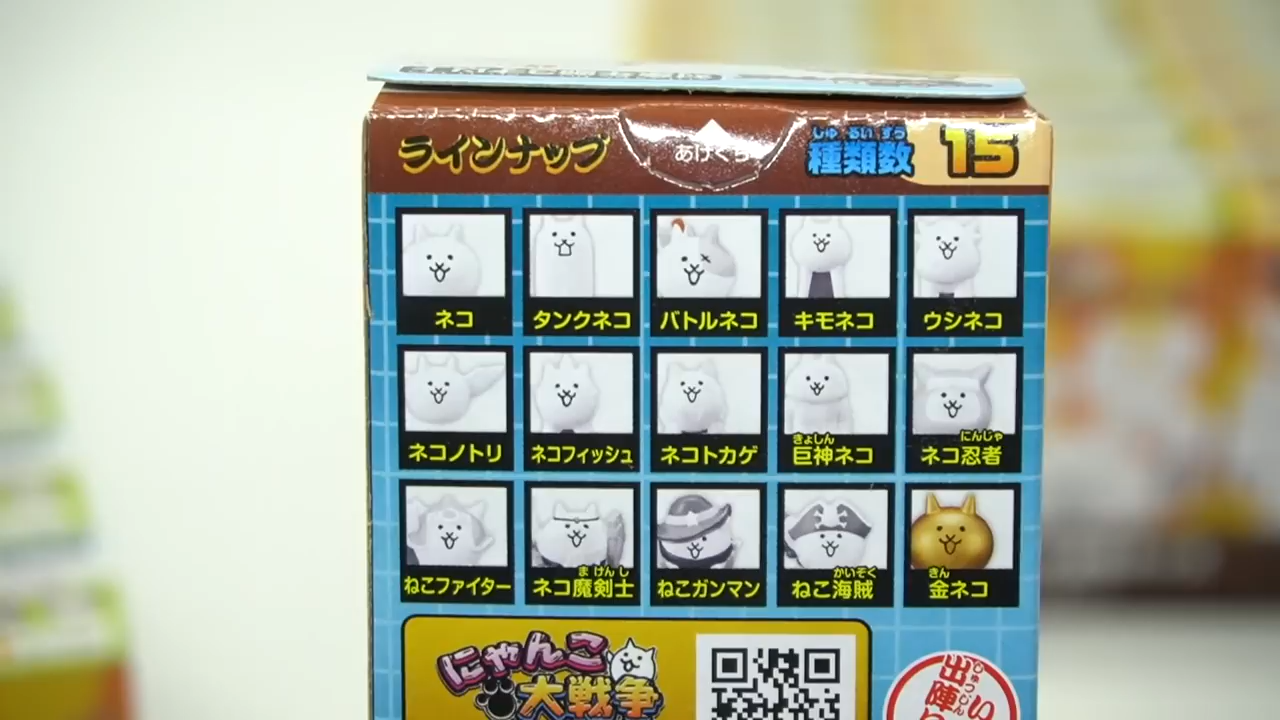 ラインナップ
あけくち
しゅるいすう
種類数 15
ネコ
タンクネコ
バトルネコ
キモネコ
ウシネコ
ネコノトリ
ネコフィッシュ
ネコトカゲ
きょしん
巨神ネコ
にんじゃ
ネコ忍者
ねこファイター
まけんし
ネコ魔剣士
ねこガンマン
かいぞく
ねこ海賊
きん
金ネコ
にゃんこ
大戦争
出陣
しゅつじん